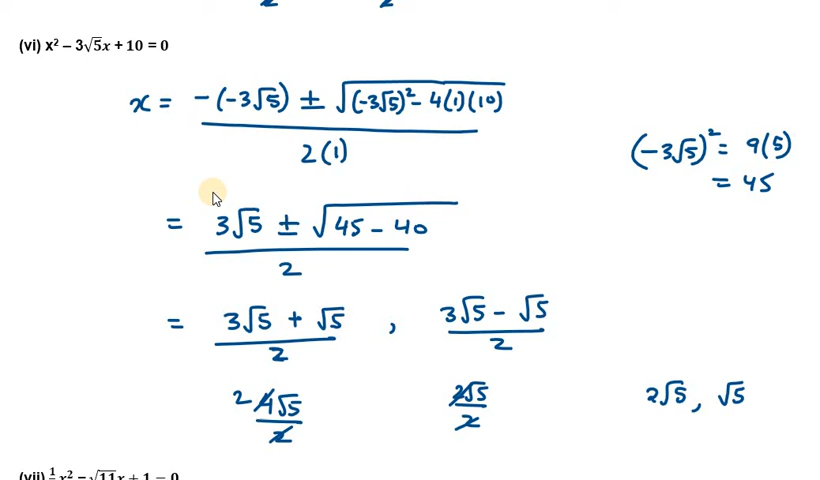 (vi) x² – 3√5x + 10 = 0
x = -(-3√5) ± √(-3√5)² - 4(1)(10)
2(1)
(-3√5)² = 9(5)
= 45
= 3√5 ± √45 - 40
2
= 3√5 + √5 , 3√5 - √5
2 2
2 4√5 2√5 2√5, √5
2 2